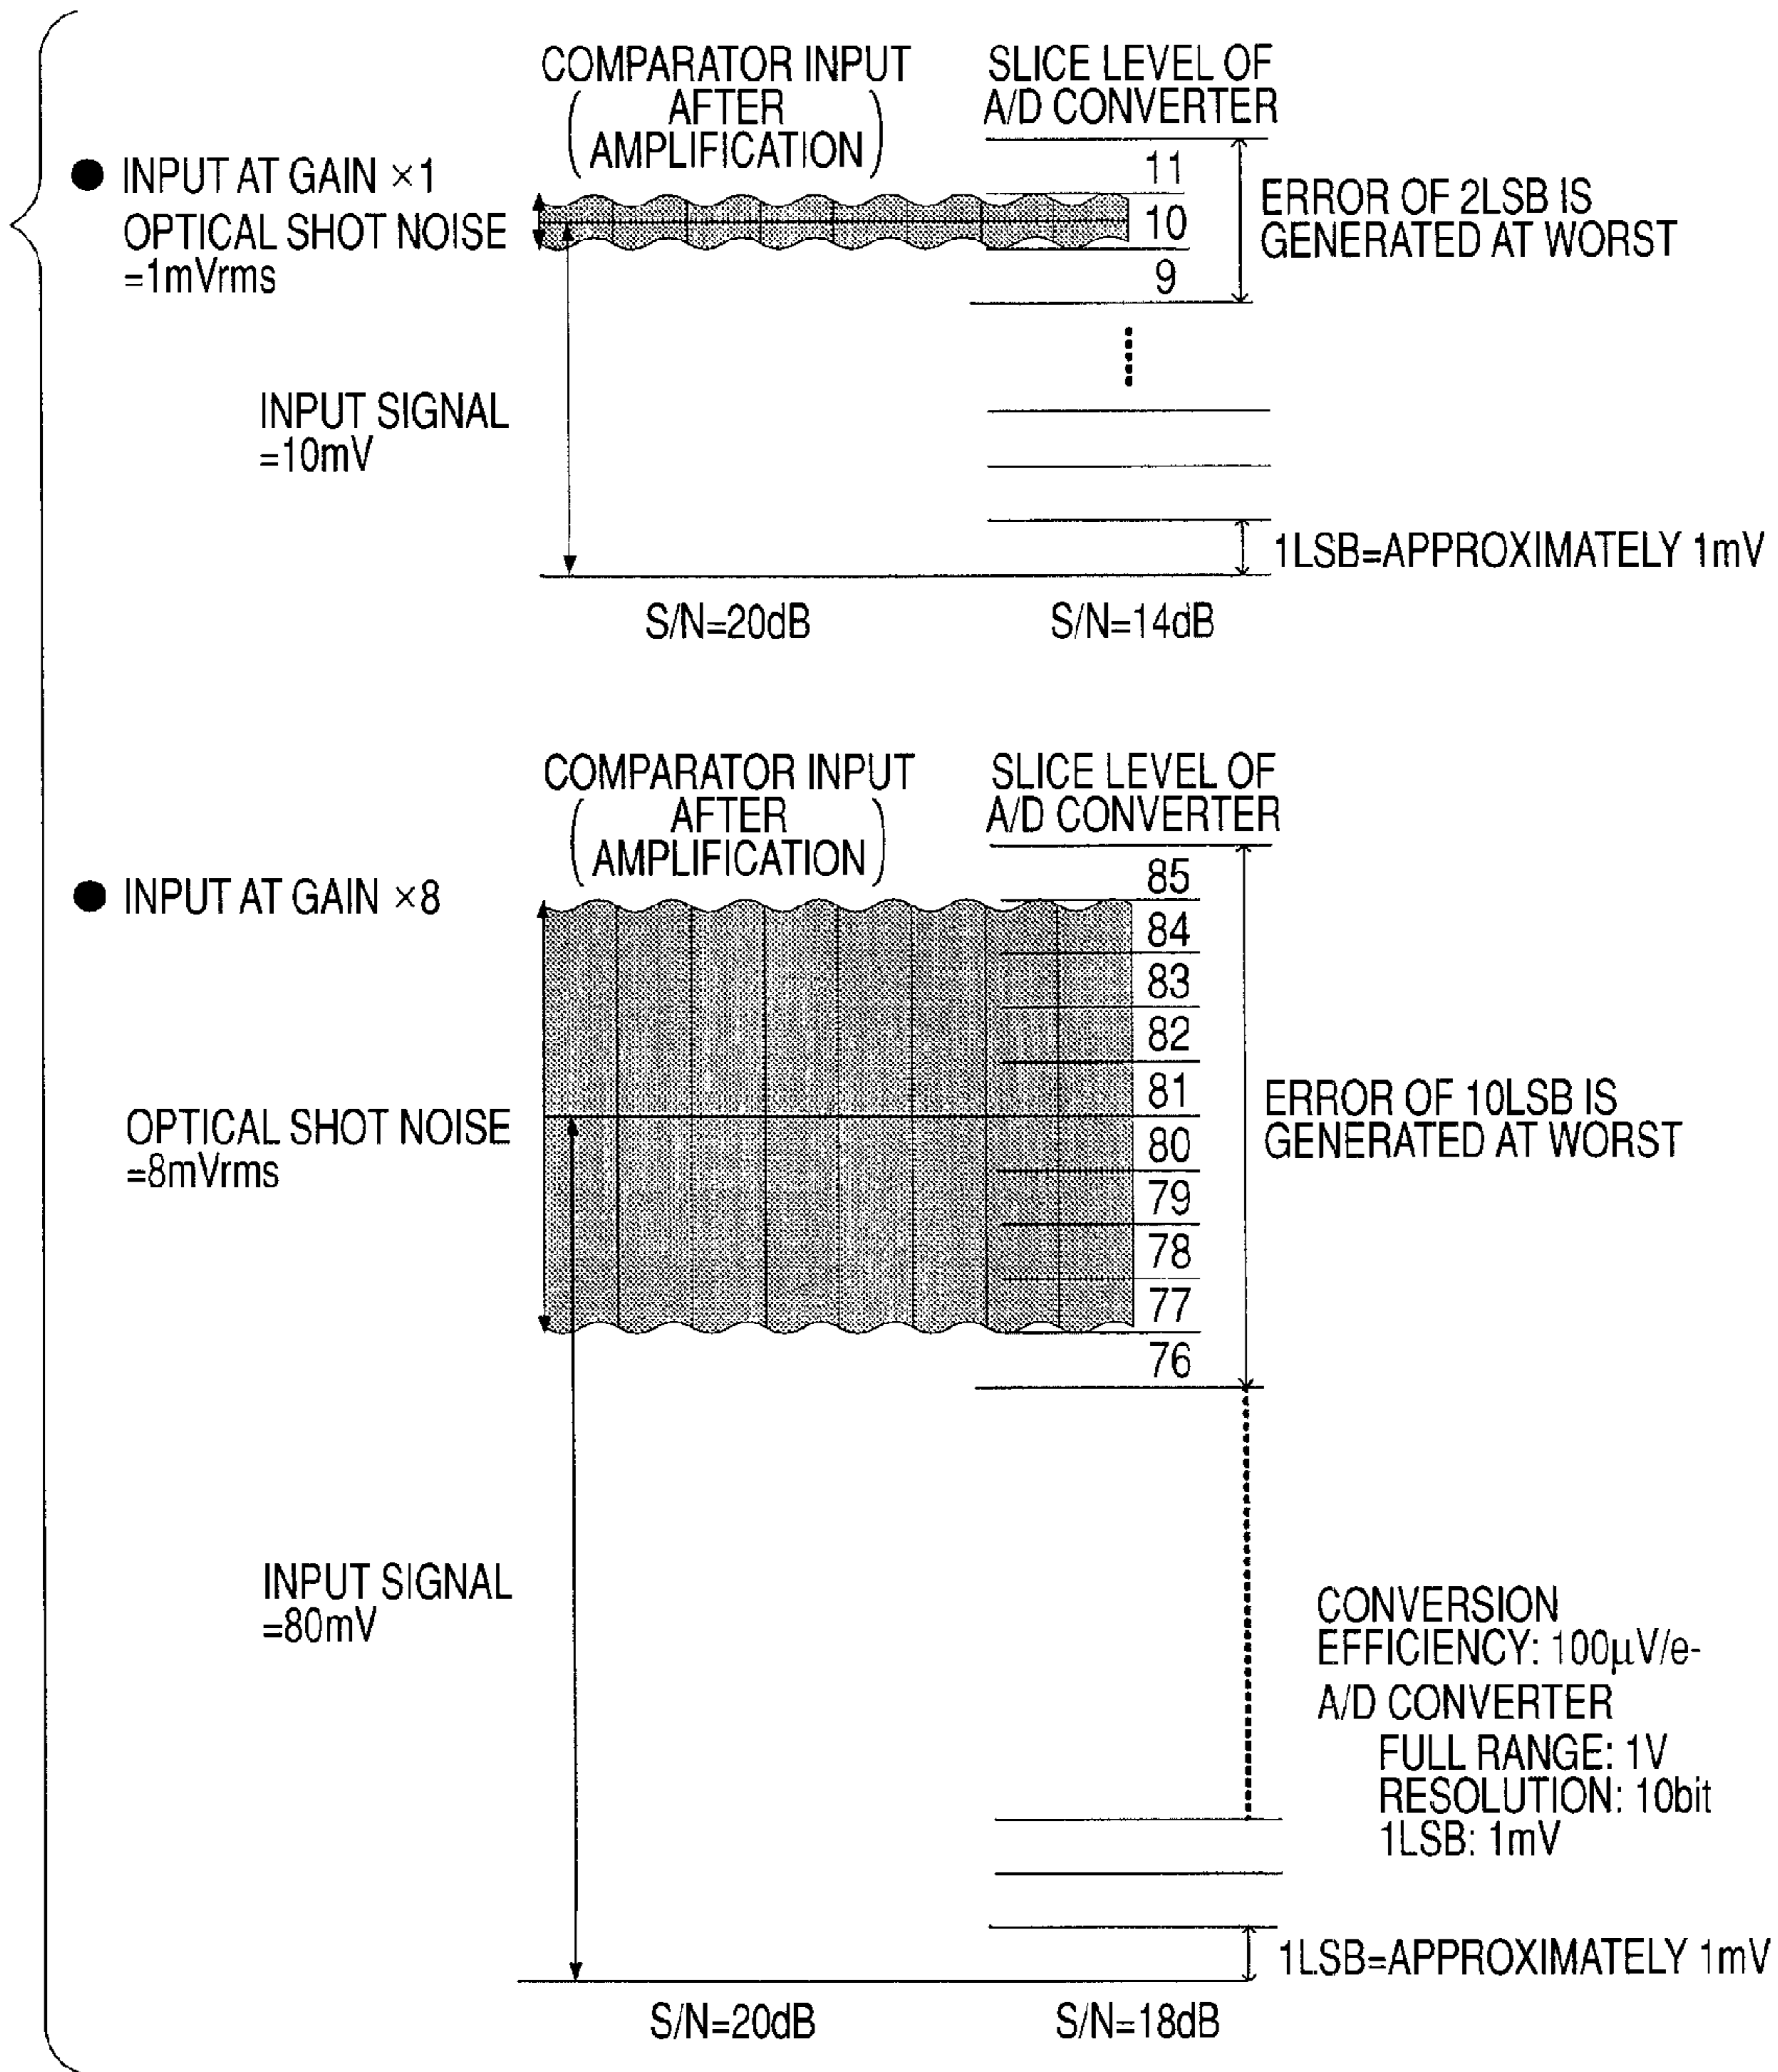 COMPARATOR INPUT
( AFTER
AMPLIFICATION )
SLICE LEVEL OF
A/D CONVERTER
● INPUT AT GAIN ×1
OPTICAL SHOT NOISE
=1mVrms
11
10
9
ERROR OF 2LSB IS
GENERATED AT WORST
INPUT SIGNAL
=10mV
1LSB=APPROXIMATELY 1mV
S/N=20dB
S/N=14dB
COMPARATOR INPUT
( AFTER
AMPLIFICATION )
SLICE LEVEL OF
A/D CONVERTER
● INPUT AT GAIN ×8
85
84
83
82
81
80
79
78
77
76
OPTICAL SHOT NOISE
=8mVrms
ERROR OF 10LSB IS
GENERATED AT WORST
INPUT SIGNAL
=80mV
CONVERSION
EFFICIENCY: 100μV/e-
A/D CONVERTER
FULL RANGE: 1V
RESOLUTION: 10bit
1LSB: 1mV
1LSB=APPROXIMATELY 1mV
S/N=20dB
S/N=18dB